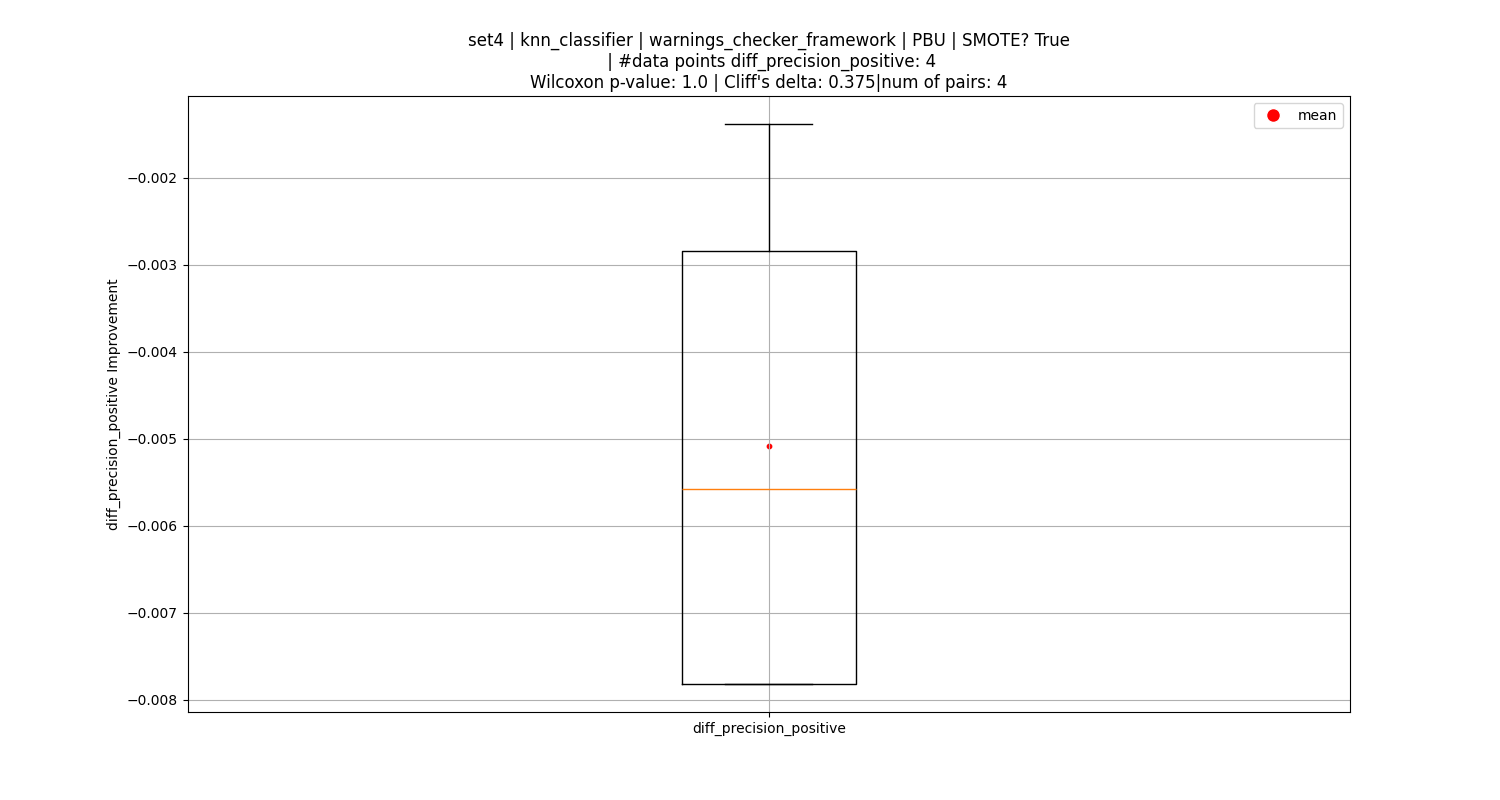 set4 | knn_classifier | warnings_checker_framework | PBU | SMOTE? True
| #data points diff_precision_positive: 4
Wilcoxon p-value: 1.0 | Cliff's delta: 0.375|num of pairs: 4
mean
−0.002
−0.003
−0.004
−0.005
−0.006
−0.007
−0.008
diff_precision_positive Improvement
diff_precision_positive